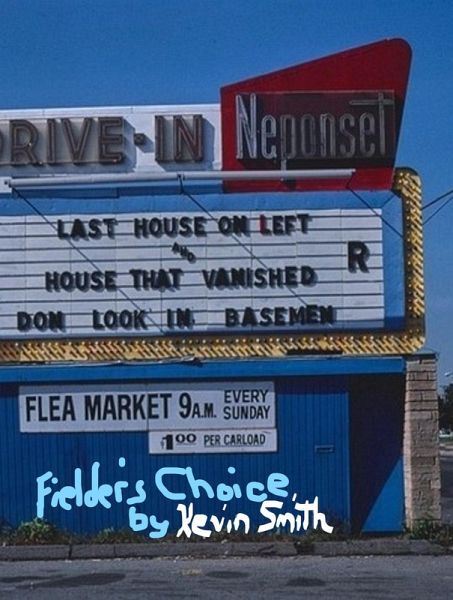 DRIVE-IN Neponset
LAST HOUSE ON LEFT
AND
HOUSE THAT VANISHED R
DON LOOK IN BASEMEN
FLEA MARKET 9A.M. EVERY SUNDAY
$1.00 PER CARLOAD
Fielder's Choice,
by Kevin Smith